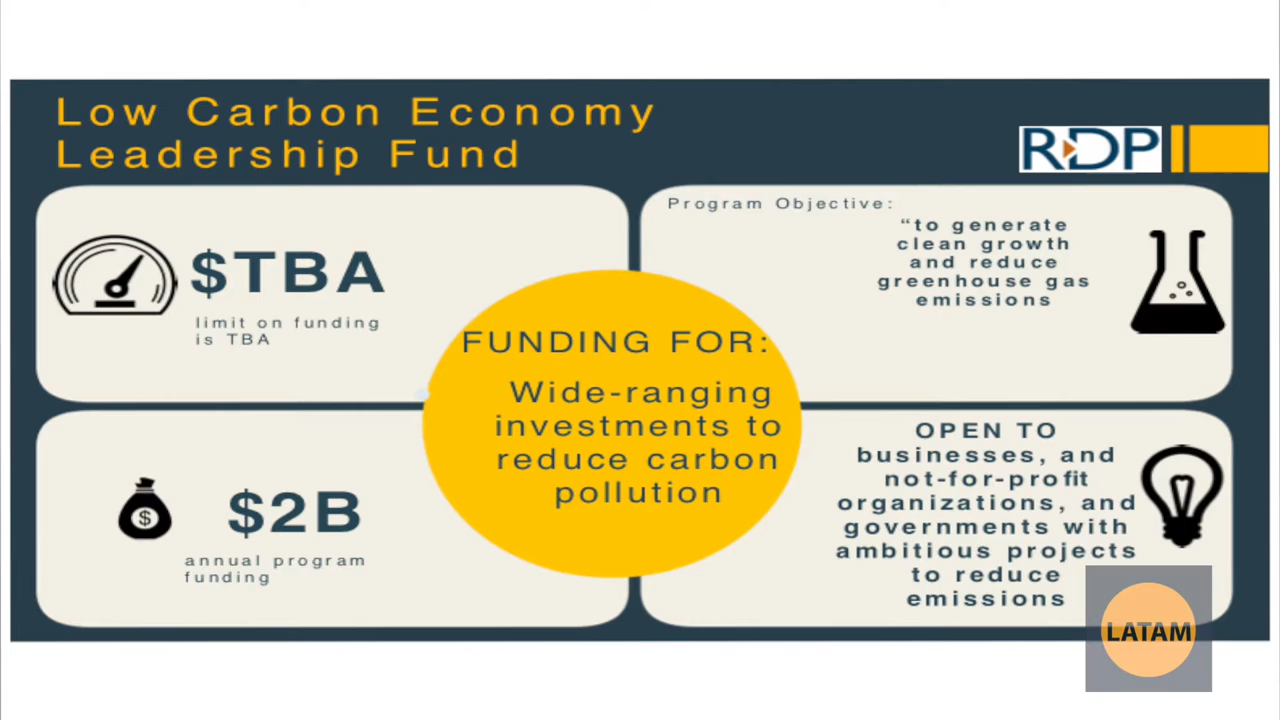 Low Carbon Economy
Leadership Fund
RDP
$TBA
limit on funding
is TBA
Program Objective:
“to generate
clean growth
and reduce
greenhouse gas
emissions
FUNDING FOR:
Wide-ranging
investments to
reduce carbon
pollution
$2B
annual program
funding
$
OPEN TO
businesses, and
not-for-profit
organizations, and
governments with
ambitious projects
to reduce
emissions
LATAM